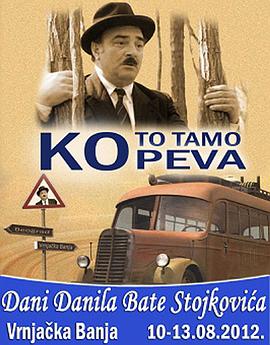 KO TO TAMO
PEVA
Beograd
Vrnjačka Banja
Dani Danila Bate Stojkovića
Vrnjačka Banja 10-13.08.2012.